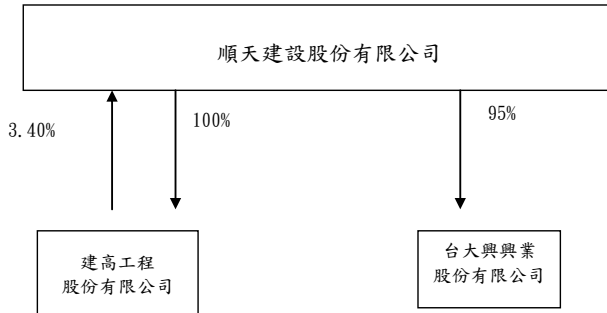 順天建設股份有限公司
3.40%
100%
95%
建高工程
股份有限公司
台大興興業
股份有限公司